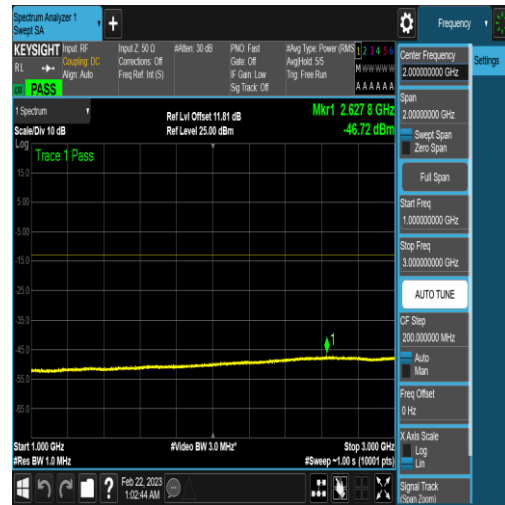 Spectrum Analyzer 1
Swept SA
Frequency
KEYSIGHT
Input: RF
Coupling: DC
Align: Auto
Input Z: 50 Ω
Corrections: Off
Freq Ref: Int (S)
#Atten: 30 dB
PNO: Fast
Gate: Off
IF Gain: Low
Sig Track: Off
#Avg Type: Power (RMS
Avg|Hold: 5/5
Trig: Free Run
1 2 3 4 5 6
M W W W W W
A A A A A A
R L
PASS
1 Spectrum
Scale/Div 10 dB
Ref Lvl Offset 11.81 dB
Ref Level 25.00 dBm
Mkr1 2.627 8 GHz
-46.72 dBm
Log
Trace 1 Pass
15.0
5.00
-5.00
-15.0
-25.0
-35.0
-45.0
-55.0
-65.0
1
Start 1.000 GHz
#Res BW 1.0 MHz
#Video BW 3.0 MHz*
Stop 3.000 GHz
#Sweep ~1.00 s (10001 pts)
Feb 22, 2023
1:02:44 AM
Center Frequency
2.000000000 GHz
Settings
Span
2.00000000 GHz
Swept Span
Zero Span
Full Span
Start Freq
1.000000000 GHz
Stop Freq
3.000000000 GHz
AUTO TUNE
CF Step
200.000000 MHz
Auto
Man
Freq Offset
0 Hz
X Axis Scale
Log
Lin
Signal Track
(Span Zoom)